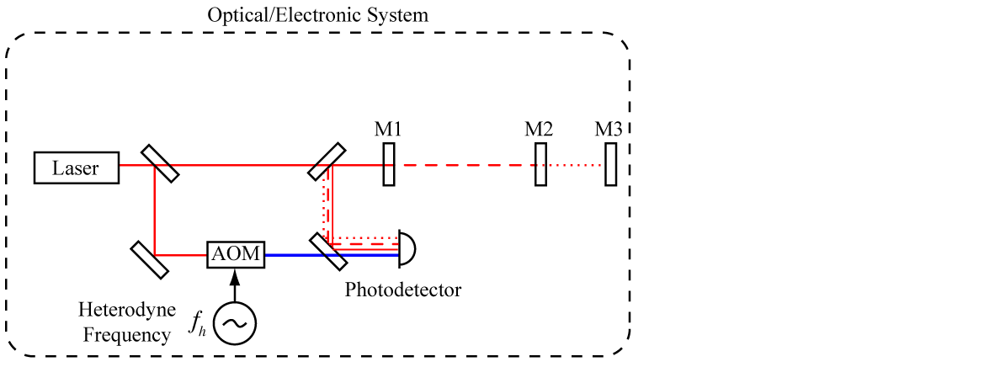 Optical/Electronic System
M1
M2
M3
Laser
AOM
Photodetector
Heterodyne
Frequency
f_h